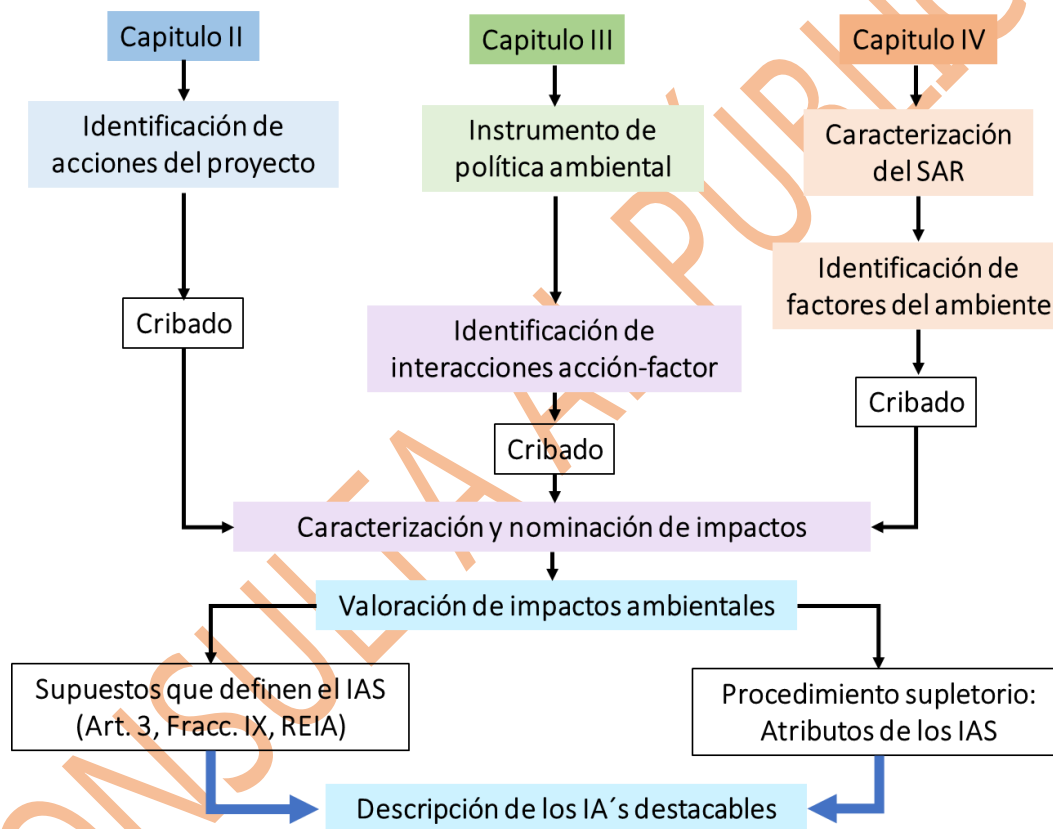 Capitulo II
Capitulo III
Capitulo IV
Identificación de
acciones del proyecto
Instrumento de
política ambiental
Caracterización
del SAR
Identificación de
factores del ambiente
Cribado
Identificación de
interacciones acción-factor
Cribado
Cribado
Caracterización y nominación de impactos
Valoración de impactos ambientales
Supuestos que definen el IAS
(Art. 3, Fracc. IX, REIA)
Procedimiento supletorio:
Atributos de los IAS
Descripción de los IA´s destacables